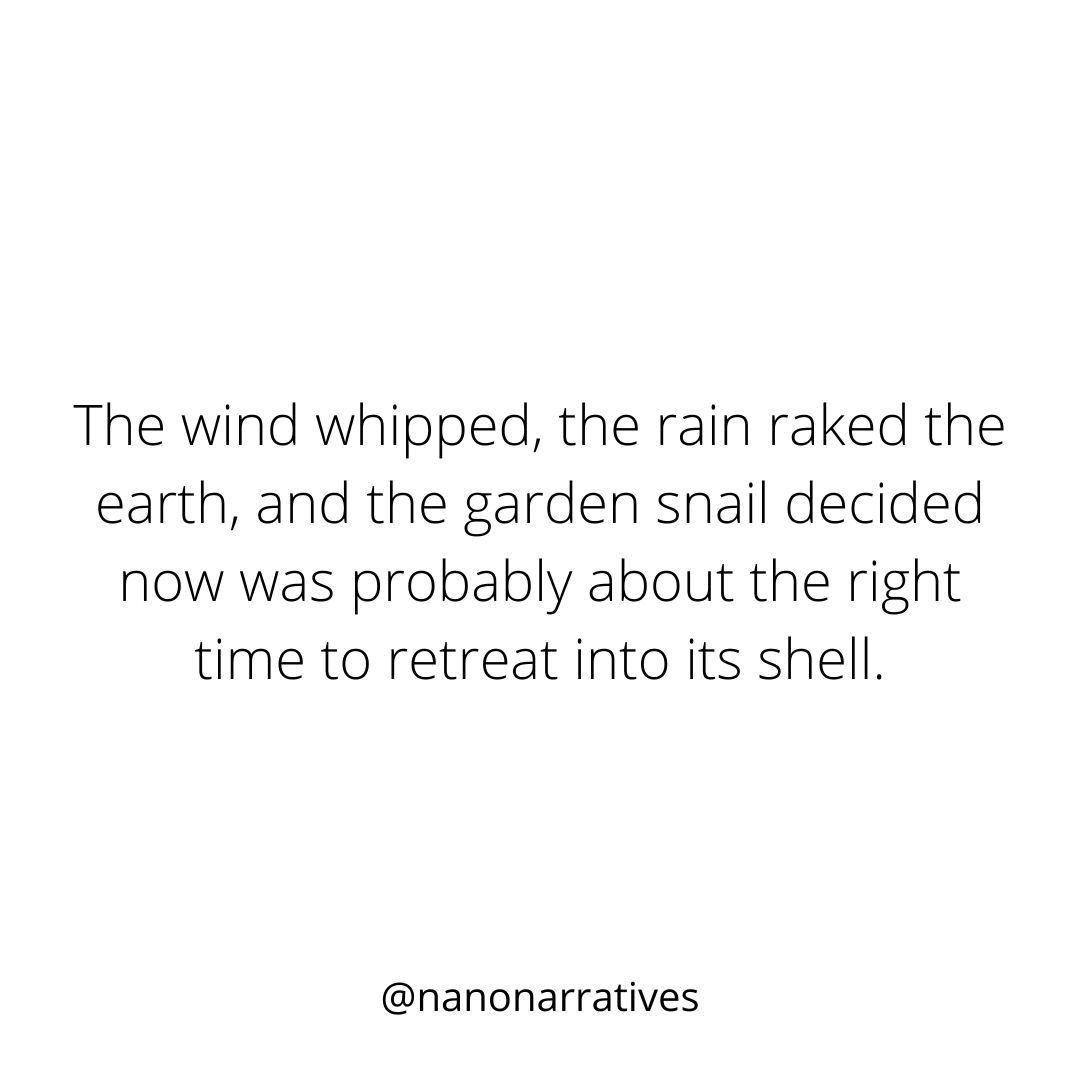 The wind whipped, the rain raked the
earth, and the garden snail decided
now was probably about the right
time to retreat into its shell.
@nanonarratives